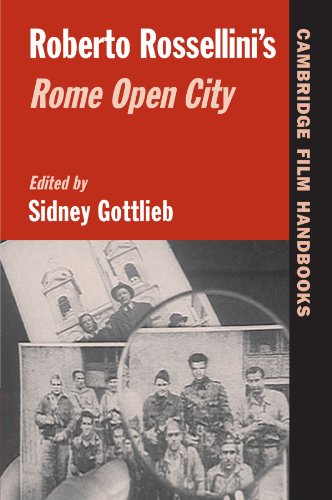 Roberto Rossellini's
Rome Open City
Edited by
Sidney Gottlieb
CAMBRIDGE FILM HANDBOOKS